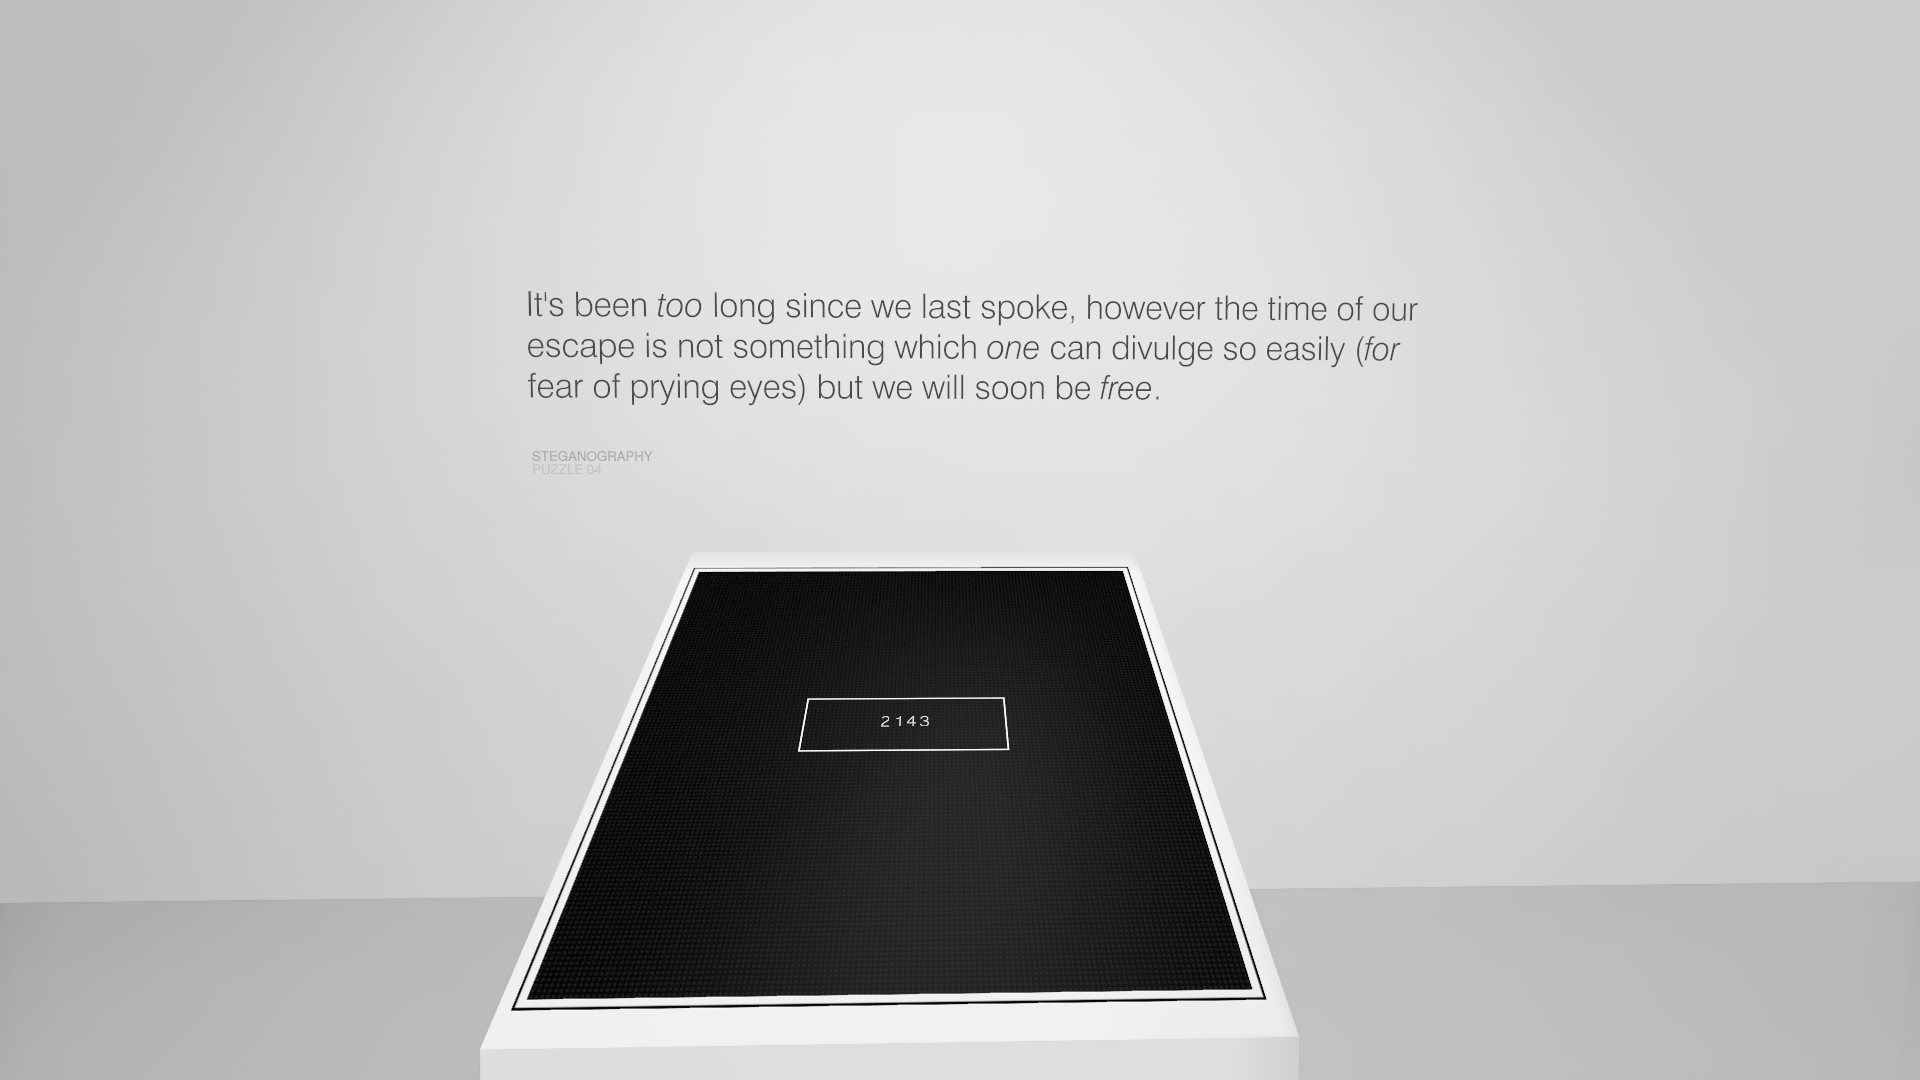 It's been too long since we last spoke, however the time of our
escape is not something which one can divulge so easily (for
fear of prying eyes) but we will soon be free.
STEGANOGRAPHY
PUZZLE 04
2143